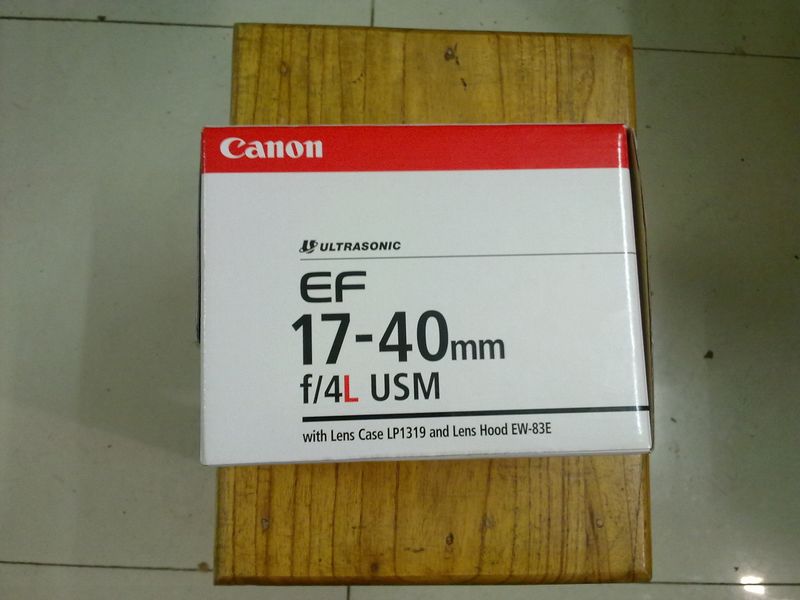 Canon
ULTRASONIC
EF
17-40mm
f/4L USM
with Lens Case LP1319 and Lens Hood EW-83E